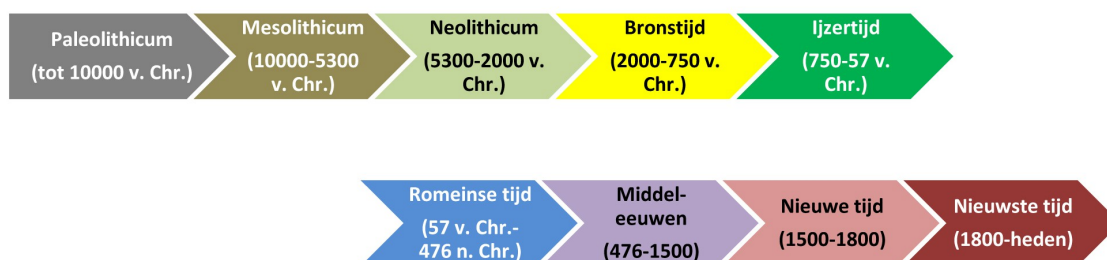 Paleolithicum
(tot 10000 v. Chr.)
Mesolithicum
(10000-5300
v. Chr.)
Neolithicum
(5300-2000 v.
Chr.)
Bronstijd
(2000-750 v.
Chr.)
Ijzertijd
(750-57 v.
Chr.)
Romeinse tijd
(57 v. Chr.-
476 n. Chr.)
Middel-
eeuwen
(476-1500)
Nieuwe tijd
(1500-1800)
Nieuwste tijd
(1800-heden)